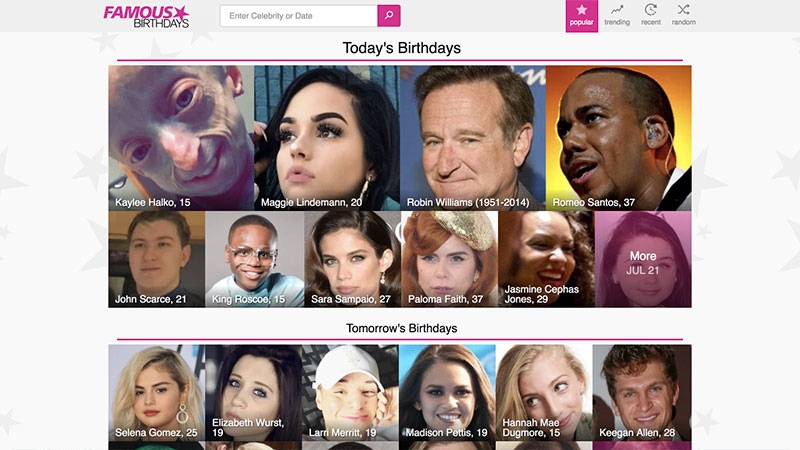 FAMOUS
BIRTHDAYS
Enter Celebrity or Date
popular
trending
recent
random
Today's Birthdays
Kaylee Halko, 15
Maggie Lindemann, 20
Robin Williams (1951-2014)
Romeo Santos, 37
John Scarce, 21
King Roscoe, 15
Sara Sampaio, 27
Paloma Faith, 37
Jasmine Cephas
Jones, 29
More
JUL 21
Tomorrow's Birthdays
Selena Gomez, 25
Elizabeth Wurst,
19
Larri Merritt, 19
Madison Pettis, 19
Hannah Mae
Dugmore, 15
Keegan Allen, 28